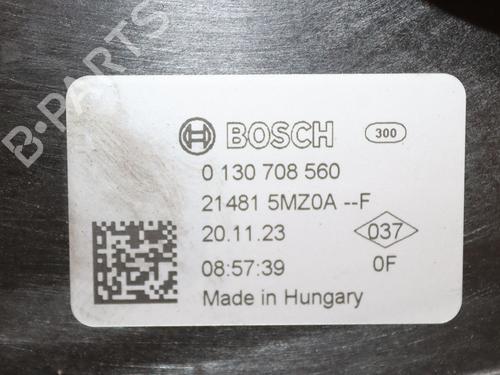 BOSCH 300
0 130 708 560
21481 5MZ0A --F
20.11.23 037
08:57:39 0F
Made in Hungary
B-PARTS